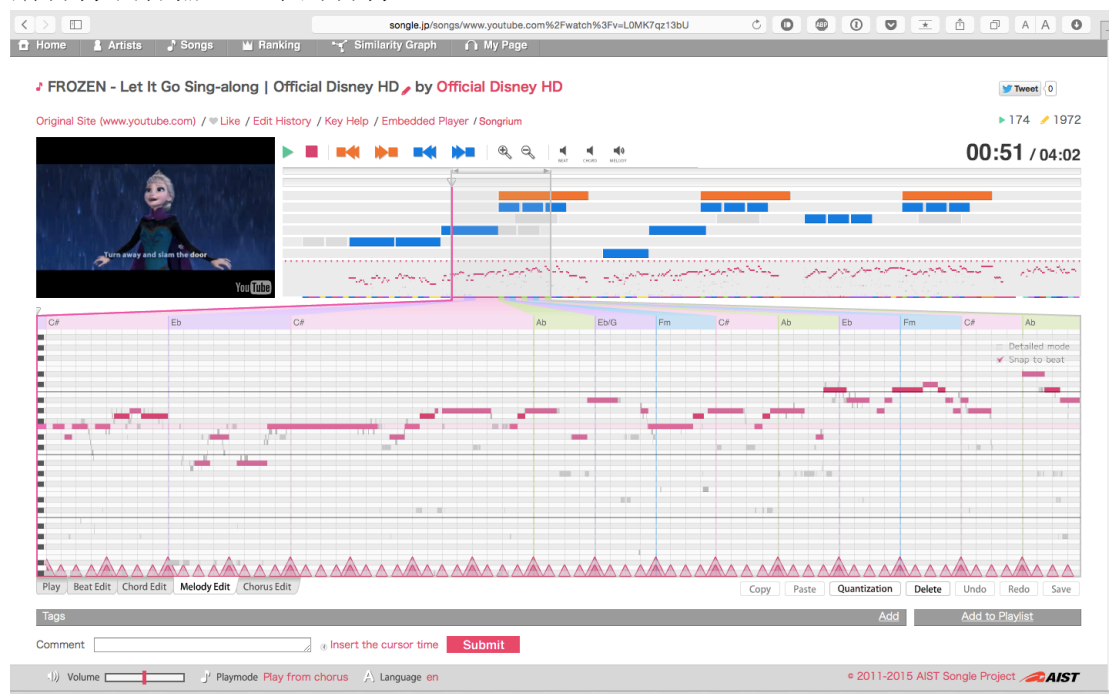 songle.jp/songs/www.youtube.com%2Fwatch%3Fv=L0MK7qz13bU
ABP
A A
Home Artists Songs Ranking Similarity Graph My Page
FROZEN - Let It Go Sing-along | Official Disney HD by Official Disney HD
Tweet 0
Original Site (www.youtube.com) / Like / Edit History / Key Help / Embedded Player / Songrium
174 1972
BEAT CHORD MELODY
00:51 / 04:02
Turn away and slam the door
YouTube
C# Eb C# Ab Eb/G Fm C# Ab Eb Fm C# Ab
Detailed mode
Snap to beat
Play Beat Edit Chord Edit Melody Edit Chorus Edit
Copy Paste Quantization Delete Undo Redo Save
Tags Add Add to Playlist
Comment Insert the cursor time Submit
Volume Playmode Play from chorus A Language en
© 2011-2015 AIST Songle Project AIST